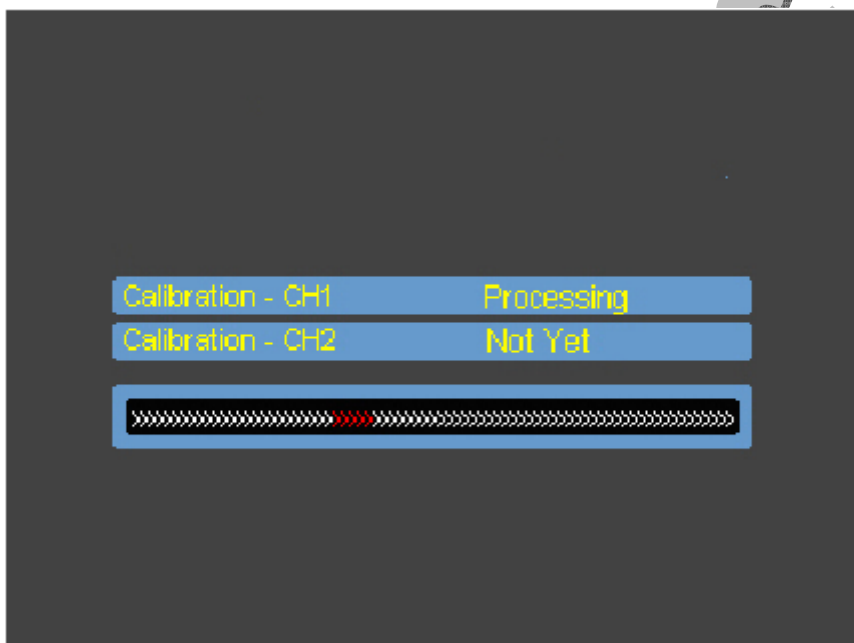 Calibration - CH1 Processing
Calibration - CH2 Not Yet